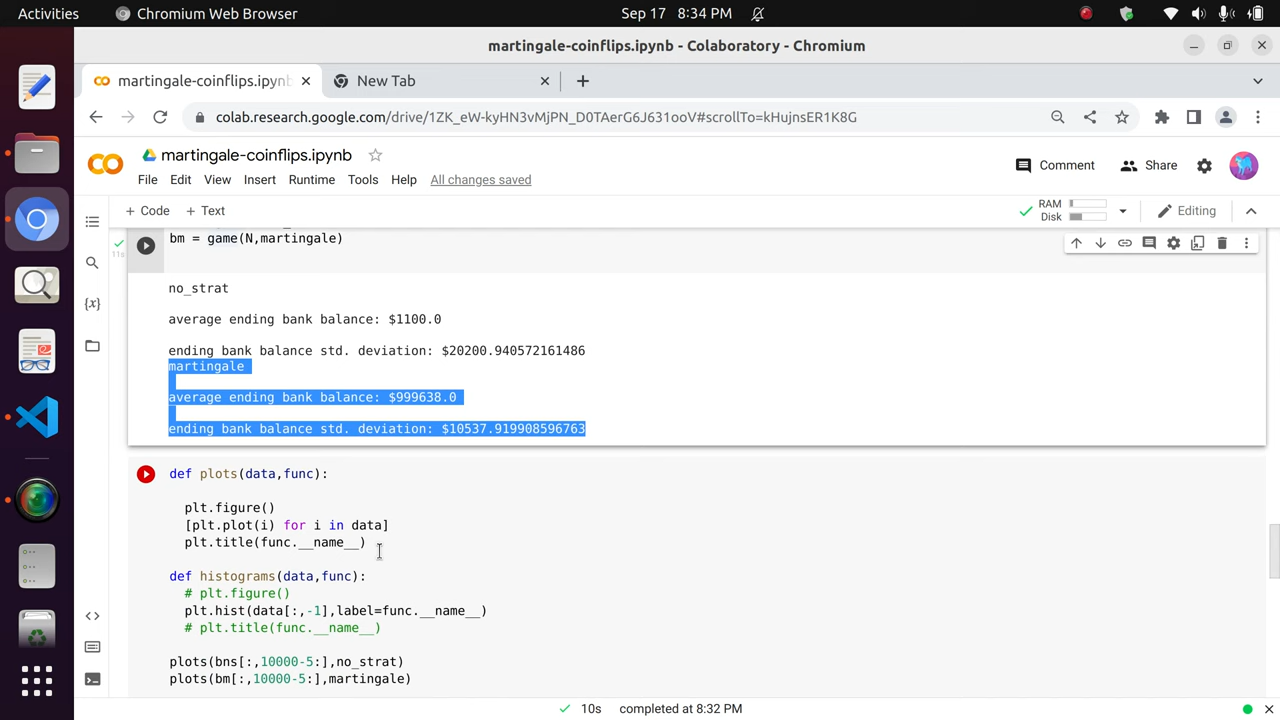 Activities
Chromium Web Browser
Sep 17 8:34 PM
martingale-coinflips.ipynb - Colaboratory - Chromium
martingale-coinflips.ipynb
New Tab
colab.research.google.com/drive/1ZK_eW-kyHN3vMjPN_D0TAerG6J631ooV#scrollTo=kHujnsER1K8G
martingale-coinflips.ipynb
Comment
Share
File Edit View Insert Runtime Tools Help All changes saved
+ Code + Text
RAM
Disk
Editing
bm = game(N,martingale)
11s
no_strat
average ending bank balance: $1100.0
ending bank balance std. deviation: $20200.940572161486
martingale
average ending bank balance: $999638.0
ending bank balance std. deviation: $10537.919908596763
{x}
def plots(data,func):
plt.figure()
[plt.plot(i) for i in data]
plt.title(func.__name__)
def histograms(data,func):
# plt.figure()
plt.hist(data[:,-1],label=func.__name__)
# plt.title(func.__name__)
plots(bns[:,10000-5:],no_strat)
plots(bm[:,10000-5:],martingale)
10s completed at 8:32 PM